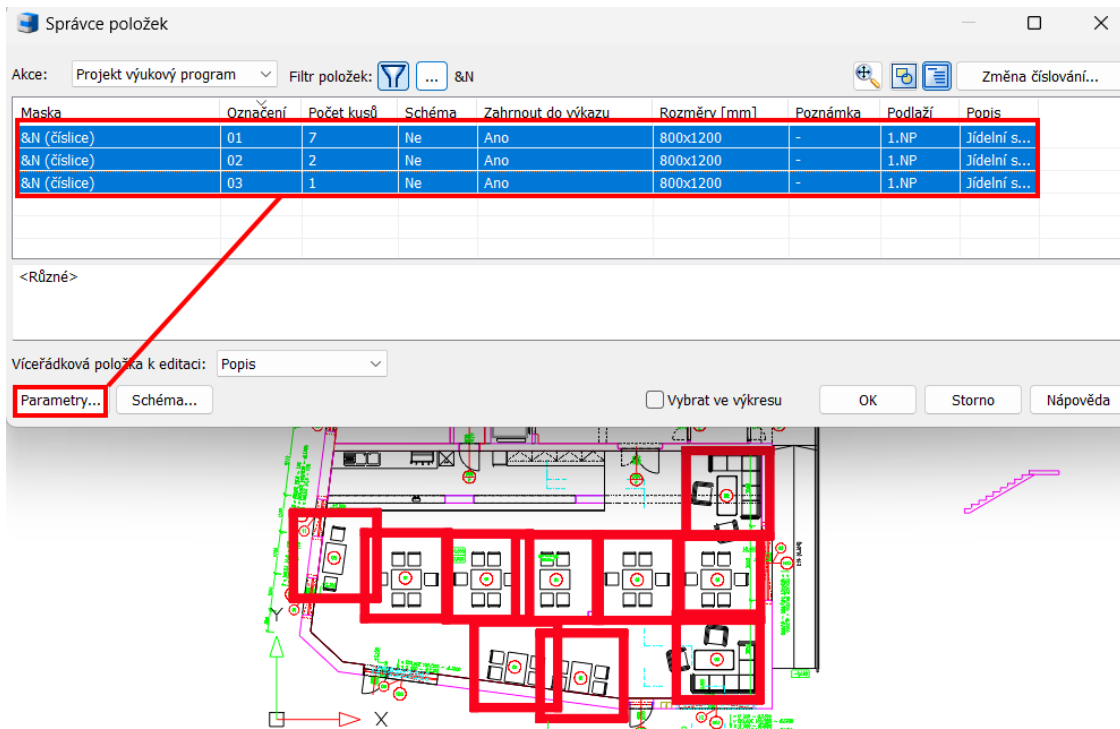 Správce položek
Akce: Projekt výukový program Filtr položek: ... &N Změna číslování...
Maska Označení Počet kusů Schéma Zahrnout do výkazu Rozměry [mm] Poznámka Podlaží Popis
&N (číslice) 01 7 Ne Ano 800x1200 - 1.NP Jídelní s...
&N (číslice) 02 2 Ne Ano 800x1200 - 1.NP Jídelní s...
&N (číslice) 03 1 Ne Ano 800x1200 - 1.NP Jídelní s...
<Různé>
Víceřádková položka k editaci: Popis
Parametry... Schéma... Vybrat ve výkresu OK Storno Nápověda
Y
X